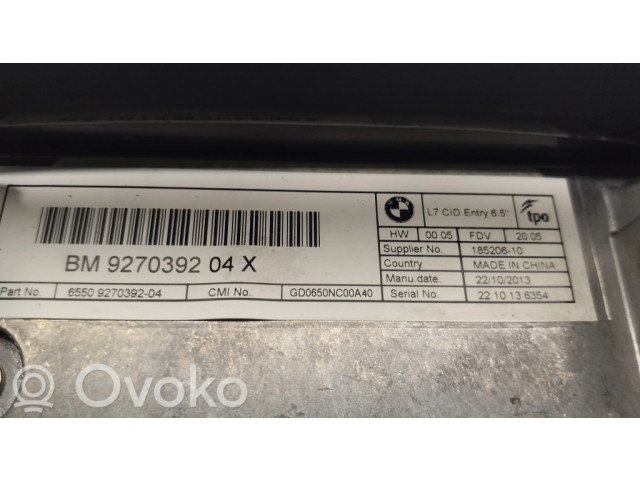 BMW
L7 CID Entry 6.5"
tpo
HW 00 05 FDV 20 05
Supplier No. 185206-10
BM 9270392 04 X
Country MADE IN CHINA
Manu.date. 22/10/2013
Part No. 6550 9270392-04 CMI No. GD0650NC00A40 Serial No. 22 10 13 6354
Ovoko